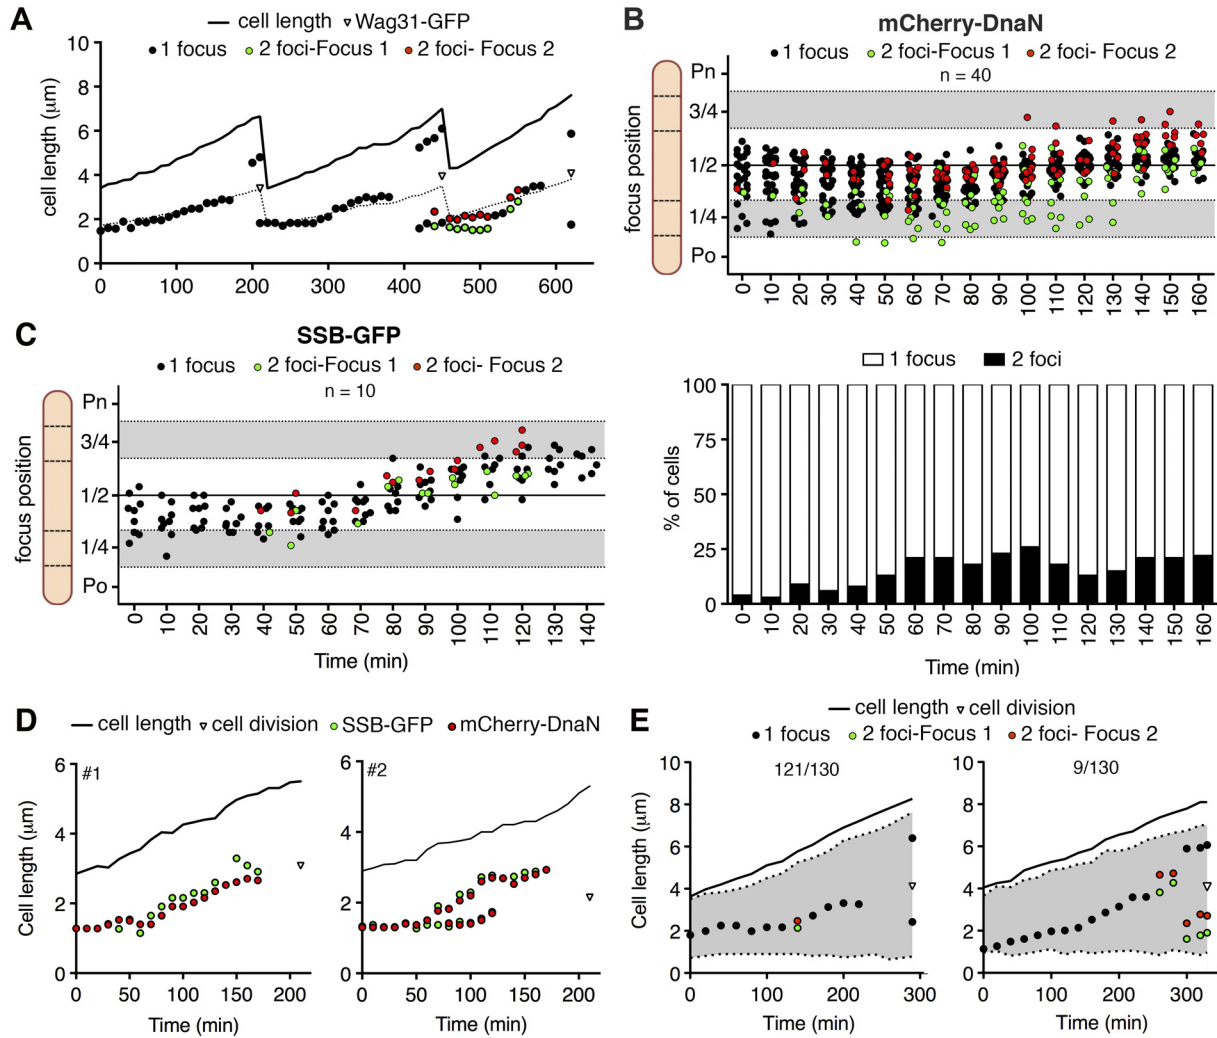 A
cell length Wag31-GFP
1 focus 2 foci-Focus 1 2 foci- Focus 2
cell length (μm)
10
8
6
4
2
0
0 100 200 300 400 500 600
B
mCherry-DnaN
1 focus 2 foci-Focus 1 2 foci- Focus 2
n = 40
focus position
Pn
3/4
1/2
1/4
Po
0 10 20 30 40 50 60 70 80 90 100 110 120 130 140 150 160
C
SSB-GFP
1 focus 2 foci-Focus 1 2 foci- Focus 2
n = 10
focus position
Pn
3/4
1/2
1/4
Po
0 10 20 30 40 50 60 70 80 90 100 110 120 130 140
Time (min)
1 focus 2 foci
% of cells
100
75
50
25
0
0 10 20 30 40 50 60 70 80 90 100 110 120 130 140 150 160
Time (min)
D
cell length cell division SSB-GFP mCherry-DnaN
Cell length (μm)
#1
6
4
2
0
0 50 100 150 200
Time (min)
#2
6
4
2
0
0 50 100 150 200
Time (min)
E
cell length cell division
1 focus 2 foci-Focus 1 2 foci- Focus 2
Cell length (μm)
121/130
10
8
6
4
2
0
0 100 200 300
Time (min)
9/130
10
8
6
4
2
0
0 100 200 300
Time (min)